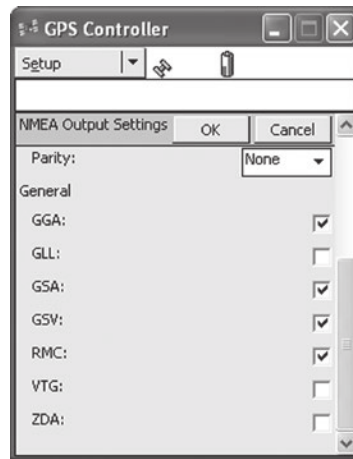 GPS Controller
Setup
NMEA Output Settings OK Cancel
Parity: None
General
GGA:
GLL:
GSA:
GSV:
RMC:
VTG:
ZDA: